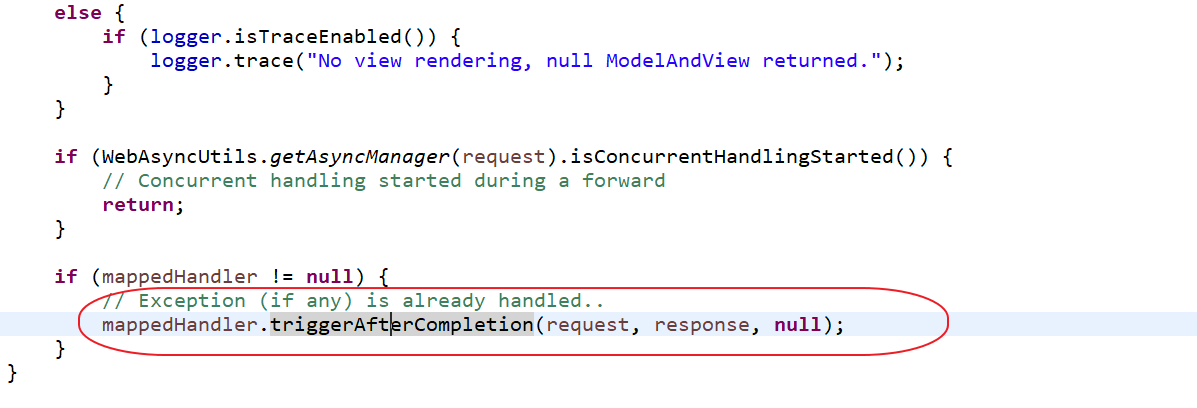 else {
if (logger.isTraceEnabled()) {
logger.trace("No view rendering, null ModelAndView returned.");
}
}
if (WebAsyncUtils.getAsyncManager(request).isConcurrentHandlingStarted()) {
// Concurrent handling started during a forward
return;
}
if (mappedHandler != null) {
// Exception (if any) is already handled..
mappedHandler.triggerAfterCompletion(request, response, null);
}
}